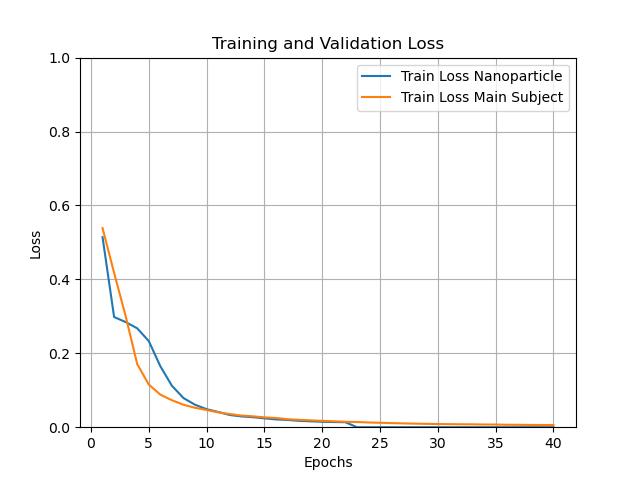 Training and Validation Loss
1.0
0.8
0.6
0.4
0.2
0.0
Loss
Train Loss Nanoparticle
Train Loss Main Subject
0 5 10 15 20 25 30 35 40
Epochs